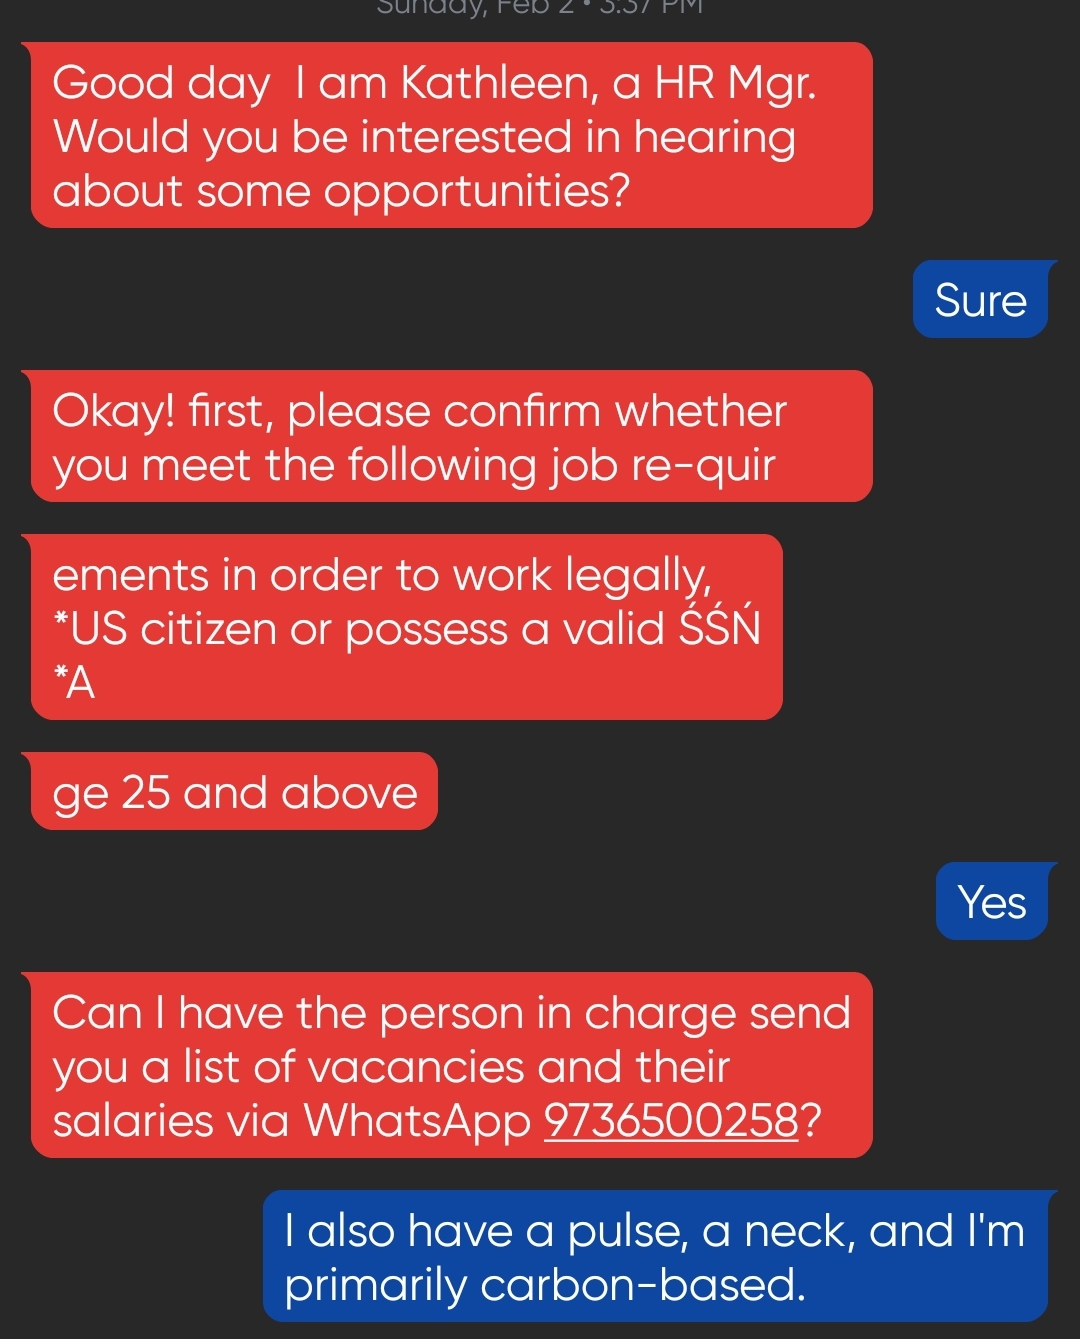 Sunday, Feb 2 • 3:37 PM
Good day  I am Kathleen, a HR Mgr.
Would you be interested in hearing
about some opportunities?
Sure
Okay! first, please confirm whether
you meet the following job re-quir
ements in order to work legally,
*US citizen or possess a valid ŚŚŃ
*A
ge 25 and above
Yes
Can I have the person in charge send
you a list of vacancies and their
salaries via WhatsApp 9736500258?
I also have a pulse, a neck, and I'm
primarily carbon-based.